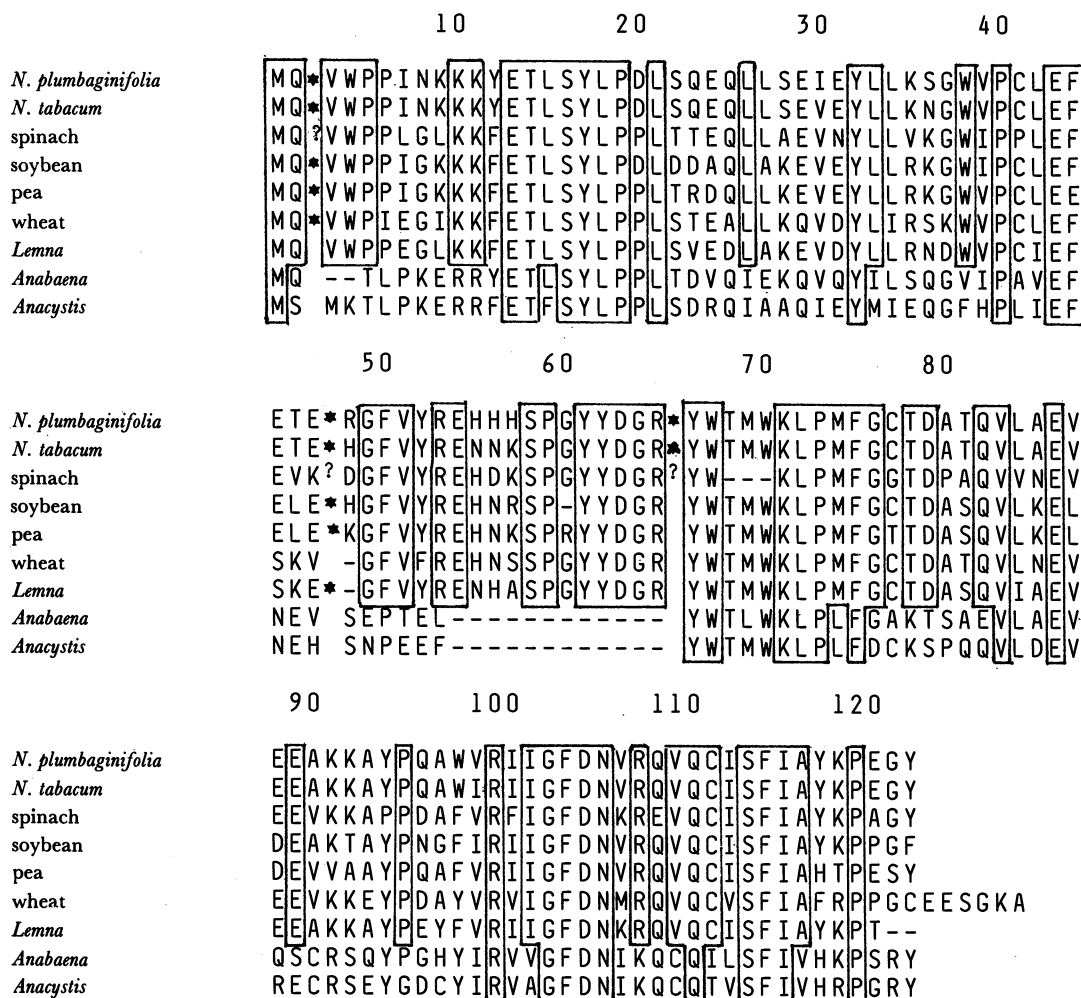 10 20 30 40
N. plumbaginifolia MQ*VWPPINKKKYETLSYLPDLSQEQLLSEIEYLLKSGWVPCLEF
N. tabacum MQ*VWPPINKKKYETLSYLPDLSQEQLLSEVEYLLKNGWVPCLEF
spinach MQ?VWPPLGLKKFETLSYLPPLTTEQLLAEVNYLLVKGWIPPLEF
soybean MQ*VWPPIGKKKFETLSYLPDLDDAQLAKEVEYLLRKGWIPCLEF
pea MQ*VWPPIGKKKFETLSYLPPLTRDQLLKEVEYLLRKGWVPCLEE
wheat MQ*VWPIEGIKKFETLSYLPPLSTEALLKQVDYLIRSKWVPCLEF
Lemna MQ VWPPEGLKKFETLSYLPPLSVEDLAKEVDYLLRNDWVPCIEF
Anabaena MQ --TLPKERRYETLSYLPPLTDVQIEKQVQYILSQGVIPAVEF
Anacystis MS MKTLPKERRFETFSYLPPLSDRQIAAQIEYMIEQGFHPLIEF
50 60 70 80
N. plumbaginifolia ETE*RGFVYREHHHSPGYYDGR*YWTMWKLPMFGCTDATQVLAEV
N. tabacum ETE*HGFVYREHNKSPGYYDGR*YWTMWKLPMFGCTDATQVLAEV
spinach EVK?DGFVYREHDKSPGYYDGR?YW---KLPMFGGTDPAQVVNEV
soybean ELE*HGFVYREHNRSP-YYDGR YWTMWKLPMFGCTDASQVLKEL
pea ELE*KGFVYREHNKSPRYYDGR YWTMWKLPMFGTTDASQVLKEL
wheat SKV -GFVFREHNSSPGYYDGR YWTMWKLPMFGCTDATQVLNEV
Lemna SKE*-GFVYRENHASPGYYDGR YWTMWKLPMFGCTDASQVIAEV
Anabaena NEV SEPTEL------------ YWTLWKLPLFGAKTSAEVLAEV
Anacystis NEH SNPEEF------------ YWTMWKLPLFDCKSPQQVLDEV
90 100 110 120
N. plumbaginifolia EEAKKAYPQAWVRIIGFDNVRQVQCISFIAYKPEGY
N. tabacum EEAKKAYPQAWIRIIGFDNVRQVQCISFIAYKPEGY
spinach EEVKKAPPDAFVRFIGFDNKREVQCISFIAYKPAGY
soybean DEAKTAYPNGFIRIIGFDNVRQVQCISFIAYKPPGF
pea DEVVAAYPQAFVRIIGFDNVRQVQCISFIAHTPESY
wheat EEVKKEYPDAYVRVIGFDNMRQVQCVSFIAFRPPGCEESGKA
Lemna EEAKKAYPEYFVRIIGFDNKRQVQCISFIAYKPT--
Anabaena QSCRSQYPGHYIRVVGFDNIKQCQILSFIVHKPSRY
Anacystis RECRSEYGDCYIRVAGFDNIKQCQTVSFIVHRPGRY